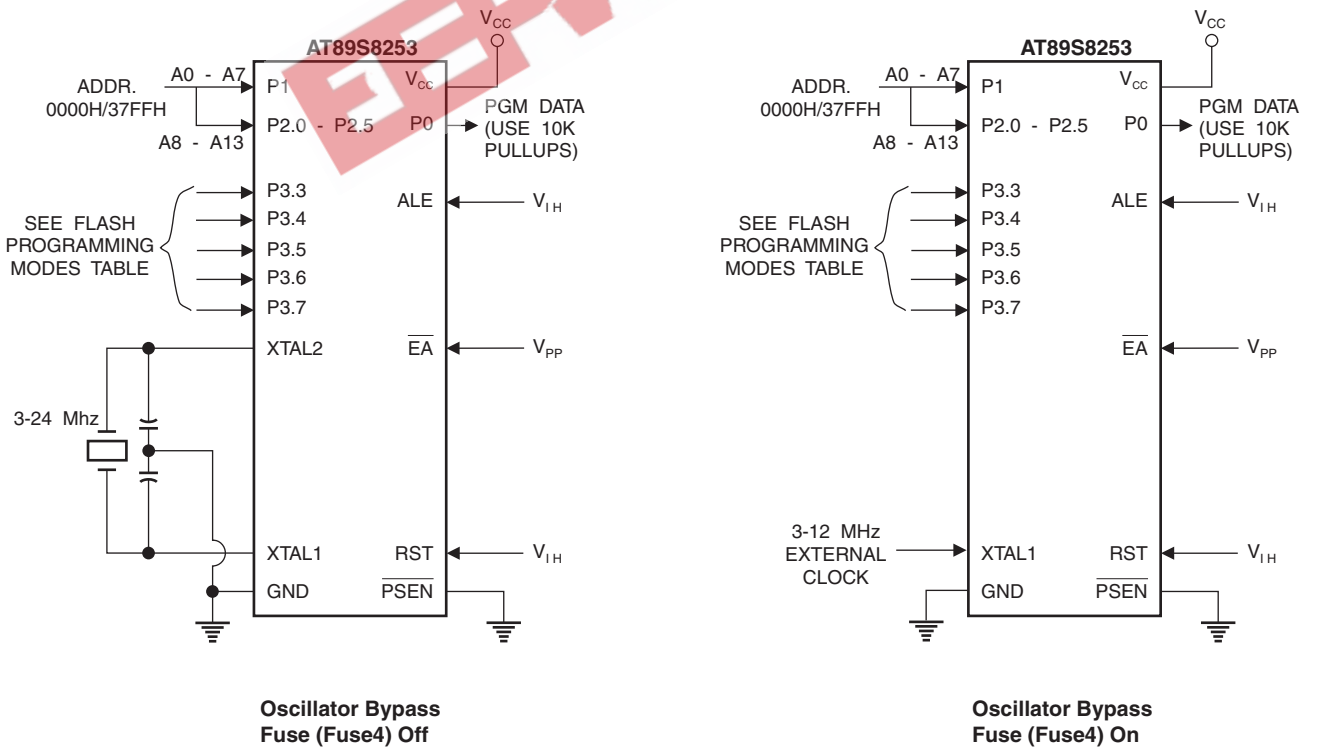 VCC
AT89S8253
ADDR.
0000H/37FFH
A0 - A7
A8 - A13
P1
P2.0 - P2.5
VCC
P0
PGM DATA
(USE 10K
PULLUPS)
SEE FLASH
PROGRAMMING
MODES TABLE
P3.3
P3.4
P3.5
P3.6
P3.7
ALE
VIH
XTAL2
EA
VPP
3-24 Mhz
XTAL1
RST
VIH
GND
PSEN
Oscillator Bypass
Fuse (Fuse4) Off
VCC
AT89S8253
ADDR.
0000H/37FFH
A0 - A7
A8 - A13
P1
P2.0 - P2.5
VCC
P0
PGM DATA
(USE 10K
PULLUPS)
SEE FLASH
PROGRAMMING
MODES TABLE
P3.3
P3.4
P3.5
P3.6
P3.7
ALE
VIH
EA
VPP
3-12 MHz
EXTERNAL
CLOCK
XTAL1
RST
VIH
GND
PSEN
Oscillator Bypass
Fuse (Fuse4) On